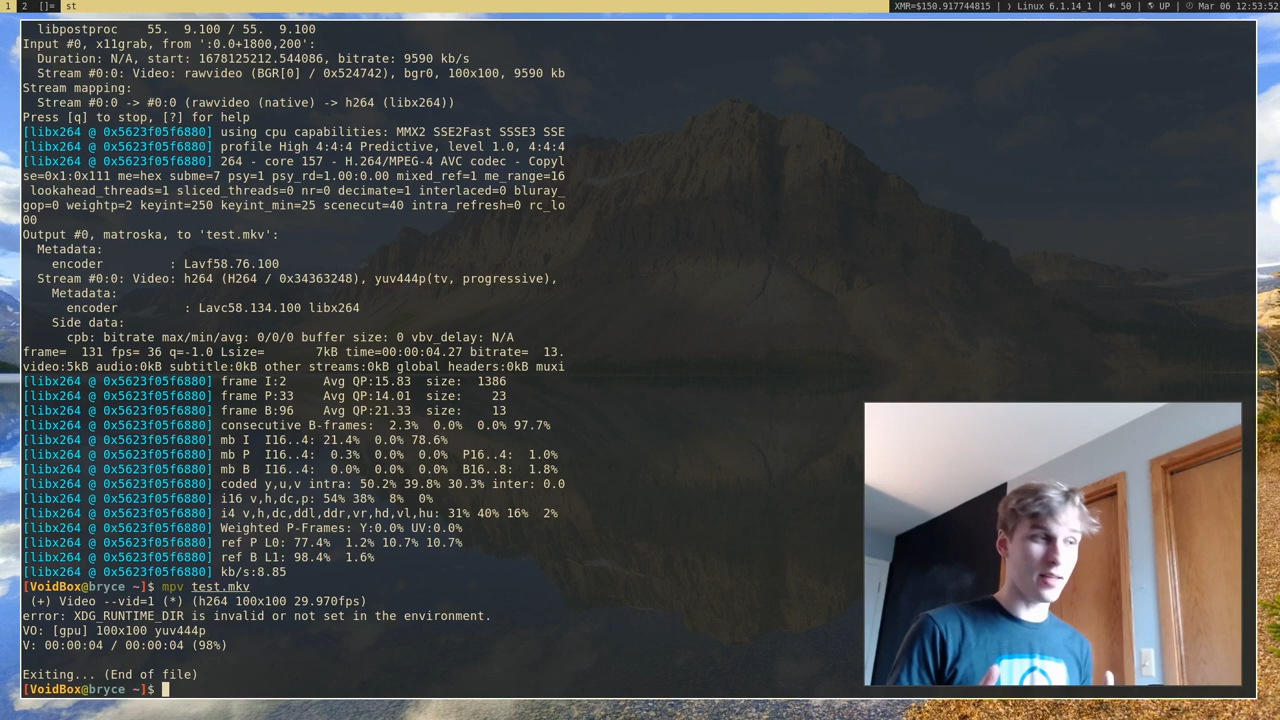 1 2 []= st XMR=$150.917744815 | Linux 6.1.14_1 | 50 | UP | Mar 06 12:53:52
libpostproc 55. 9.100 / 55. 9.100
Input #0, x11grab, from ':0.0+1800,200':
Duration: N/A, start: 1678125212.544086, bitrate: 9590 kb/s
Stream #0:0: Video: rawvideo (BGR[0] / 0x524742), bgr0, 100x100, 9590 kb
Stream mapping:
Stream #0:0 -> #0:0 (rawvideo (native) -> h264 (libx264))
Press [q] to stop, [?] for help
[libx264 @ 0x5623f05f6880] using cpu capabilities: MMX2 SSE2Fast SSSE3 SSE
[libx264 @ 0x5623f05f6880] profile High 4:4:4 Predictive, level 1.0, 4:4:4
[libx264 @ 0x5623f05f6880] 264 - core 157 - H.264/MPEG-4 AVC codec - Copyl
se=0x1:0x111 me=hex subme=7 psy=1 psy_rd=1.00:0.00 mixed_ref=1 me_range=16
lookahead_threads=1 sliced_threads=0 nr=0 decimate=1 interlaced=0 bluray_
gop=0 weightp=2 keyint=250 keyint_min=25 scenecut=40 intra_refresh=0 rc_lo
00
Output #0, matroska, to 'test.mkv':
Metadata:
encoder : Lavf58.76.100
Stream #0:0: Video: h264 (H264 / 0x34363248), yuv444p(tv, progressive),
Metadata:
encoder : Lavc58.134.100 libx264
Side data:
cpb: bitrate max/min/avg: 0/0/0 buffer size: 0 vbv_delay: N/A
frame= 131 fps= 36 q=-1.0 Lsize= 7kB time=00:00:04.27 bitrate= 13.
video:5kB audio:0kB subtitle:0kB other streams:0kB global headers:0kB muxi
[libx264 @ 0x5623f05f6880] frame I:2 Avg QP:15.83 size: 1386
[libx264 @ 0x5623f05f6880] frame P:33 Avg QP:14.01 size: 23
[libx264 @ 0x5623f05f6880] frame B:96 Avg QP:21.33 size: 13
[libx264 @ 0x5623f05f6880] consecutive B-frames: 2.3% 0.0% 0.0% 97.7%
[libx264 @ 0x5623f05f6880] mb I I16..4: 21.4% 0.0% 78.6%
[libx264 @ 0x5623f05f6880] mb P I16..4: 0.3% 0.0% 0.0% P16..4: 1.0%
[libx264 @ 0x5623f05f6880] mb B I16..4: 0.0% 0.0% 0.0% B16..8: 1.8%
[libx264 @ 0x5623f05f6880] coded y,u,v intra: 50.2% 39.8% 30.3% inter: 0.0
[libx264 @ 0x5623f05f6880] i16 v,h,dc,p: 54% 38% 8% 0%
[libx264 @ 0x5623f05f6880] i4 v,h,dc,ddl,ddr,vr,hd,vl,hu: 31% 40% 16% 2%
[libx264 @ 0x5623f05f6880] Weighted P-Frames: Y:0.0% UV:0.0%
[libx264 @ 0x5623f05f6880] ref P L0: 77.4% 1.2% 10.7% 10.7%
[libx264 @ 0x5623f05f6880] ref B L1: 98.4% 1.6%
[libx264 @ 0x5623f05f6880] kb/s:8.85
[VoidBox@bryce ~]$ mpv test.mkv
(+) Video --vid=1 (*) (h264 100x100 29.970fps)
error: XDG_RUNTIME_DIR is invalid or not set in the environment.
VO: [gpu] 100x100 yuv444p
V: 00:00:04 / 00:00:04 (98%)
Exiting... (End of file)
[VoidBox@bryce ~]$